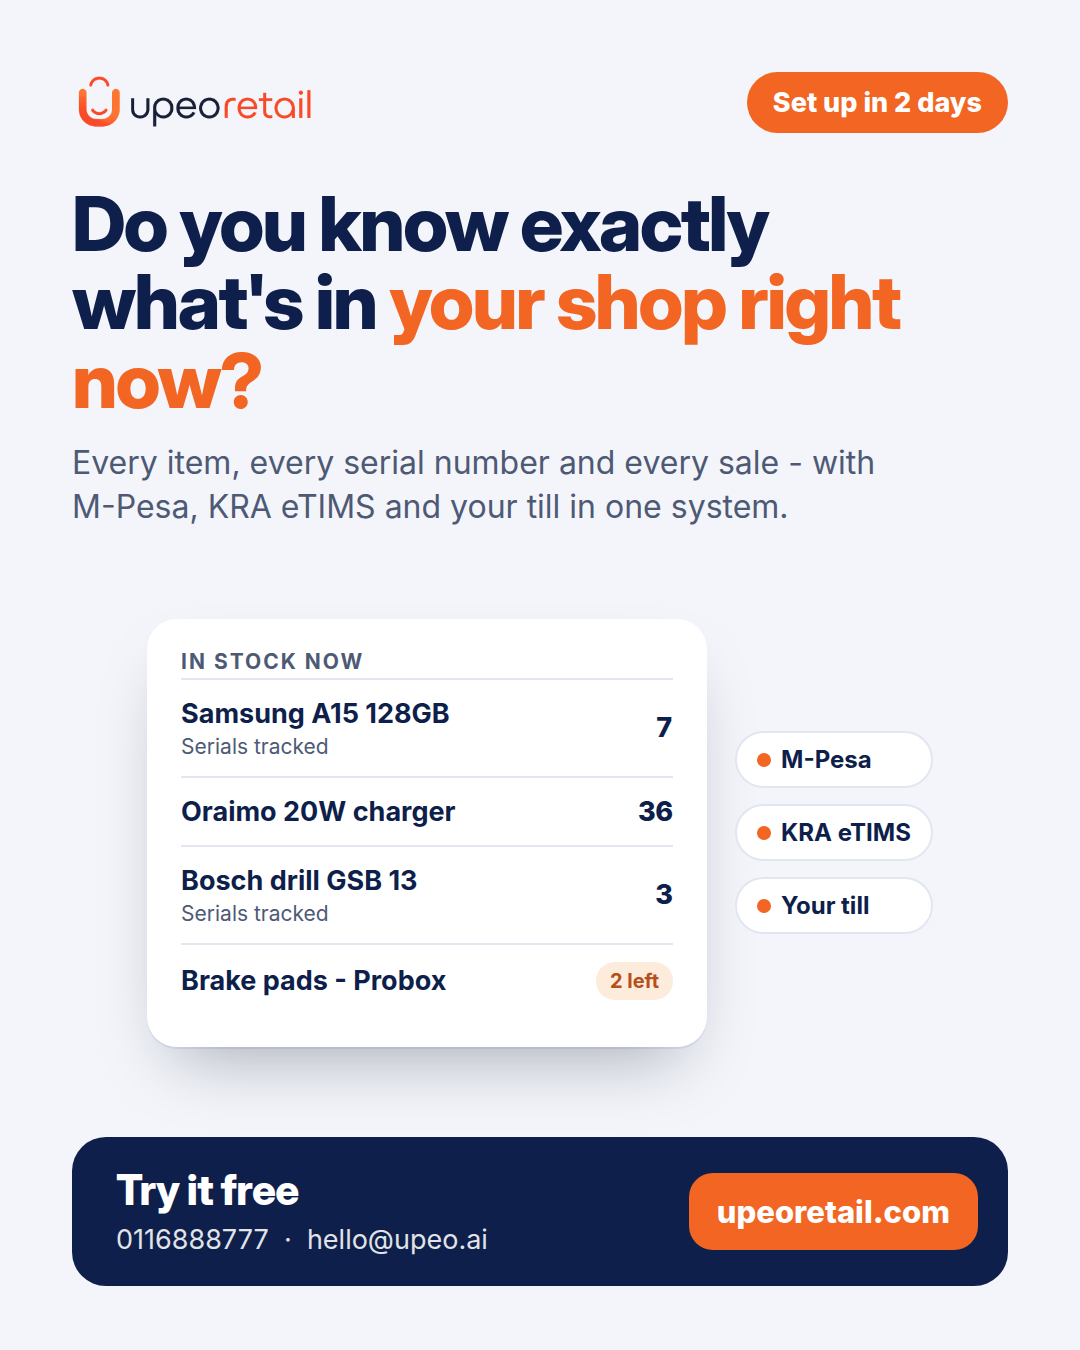 upeoretail
Set up in 2 days
Do you know exactly
what's in your shop right
now?
Every item, every serial number and every sale - with
M-Pesa, KRA eTIMS and your till in one system.
IN STOCK NOW
Samsung A15 128GB
Serials tracked
7
Oraimo 20W charger
36
Bosch drill GSB 13
Serials tracked
3
Brake pads - Probox
2 left
M-Pesa
KRA eTIMS
Your till
Try it free
0116888777 · hello@upeo.ai
upeoretail.com